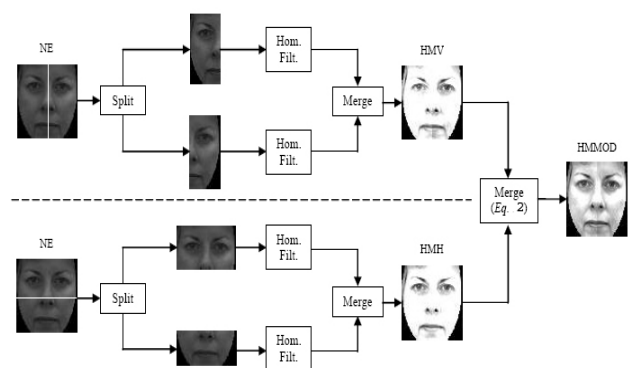 NE
Split
Hom.
Filt.
Hom.
Filt.
Merge
HMV
NE
Split
Hom.
Filt.
Hom.
Filt.
Merge
HMH
Merge
(Eq. 2)
HMMOD